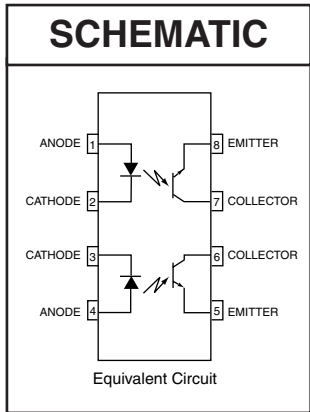 SCHEMATIC
ANODE 1
8 EMITTER
CATHODE 2
7 COLLECTOR
CATHODE 3
6 COLLECTOR
ANODE 4
5 EMITTER
Equivalent Circuit